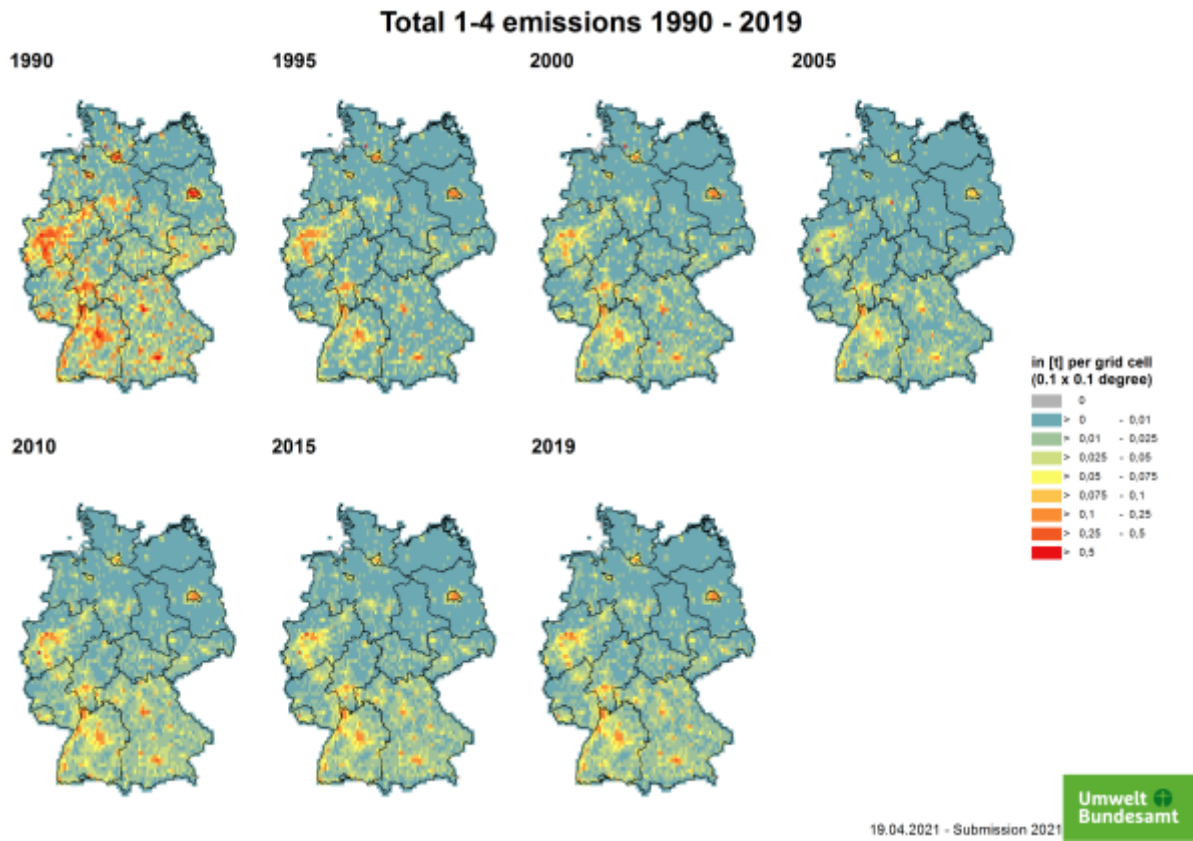 Total 1-4 emissions 1990 - 2019
1990
1995
2000
2005
in [t] per grid cell
(0.1 x 0.1 degree)
0
> 0 - 0,01
> 0,01 - 0,025
> 0,025 - 0,05
> 0,05 - 0,075
> 0,075 - 0,1
> 0,1 - 0,25
> 0,25 - 0,5
> 0,5
2010
2015
2019
19.04.2021 - Submission 2021
Umwelt
Bundesamt